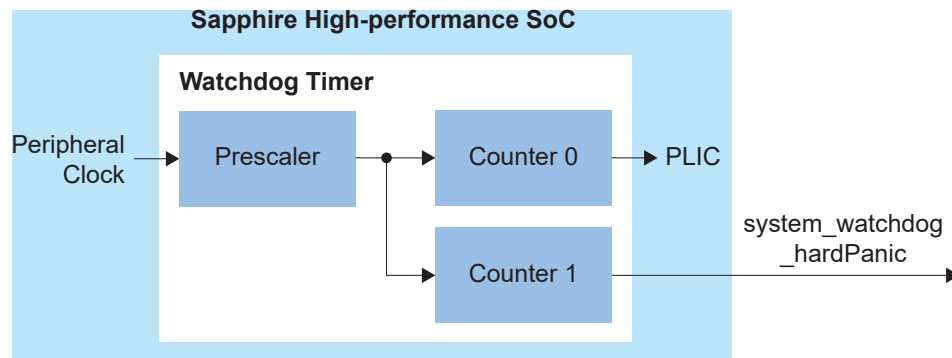 Sapphire High-performance SoC
Watchdog Timer
Peripheral
Clock
Prescaler
Counter 0
PLIC
Counter 1
system_watchdog
_hardPanic